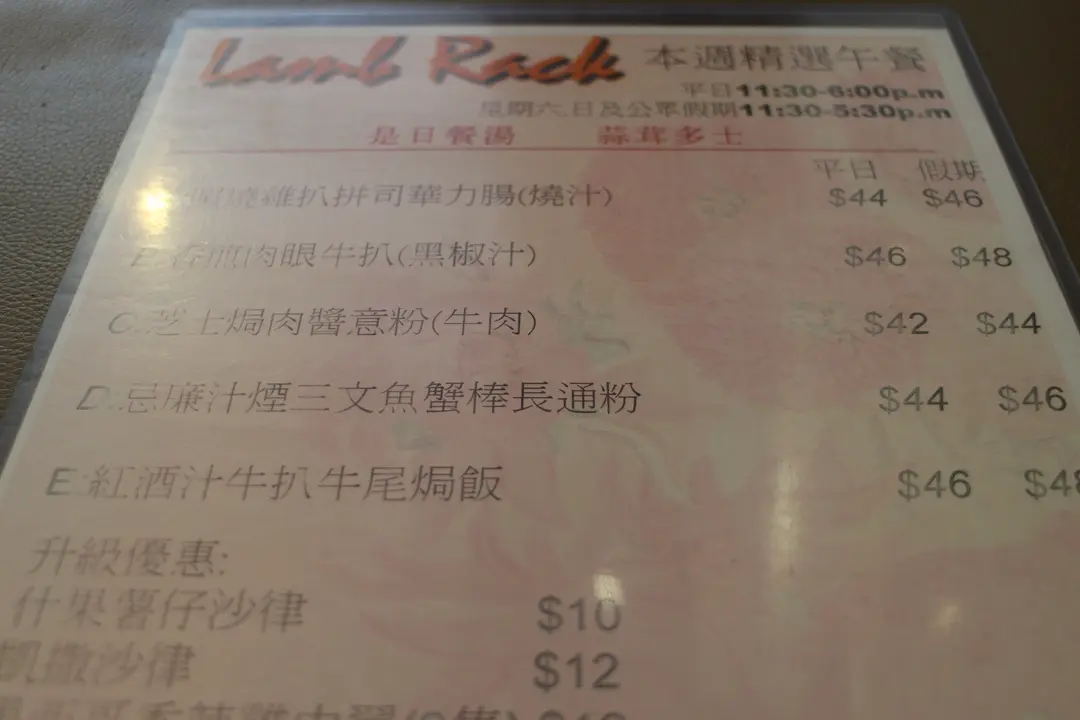 Lamb Rack 本週精選午餐
平日11:30-6:00p.m
星期六.日及公眾假期11:30-5:30p.m
是日餐湯 蒜茸多士
平日 假期
燒雞扒拼司華力腸(燒汁) $44 $46
B 肉眼牛扒(黑椒汁) $46 $48
C.芝士焗肉醬意粉(牛肉) $42 $44
D.忌廉汁煙三文魚蟹棒長通粉 $44 $46
E.紅酒汁牛扒牛尾焗飯 $46 $48
升級優惠:
什果薯仔沙律 $10
凱撒沙律 $12